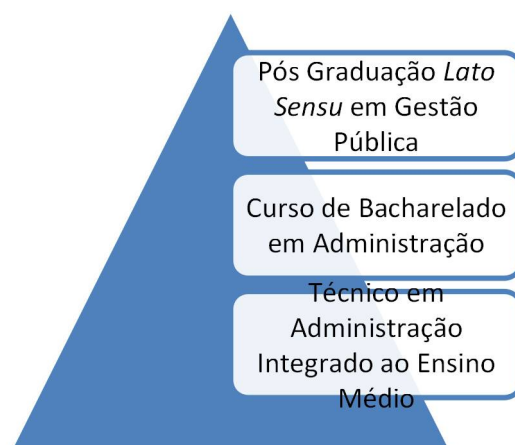 Pós Graduação Lato
Sensu em Gestão
Pública
Curso de Bacharelado
em Administração
Técnico em
Administração
Integrado ao Ensino
Médio